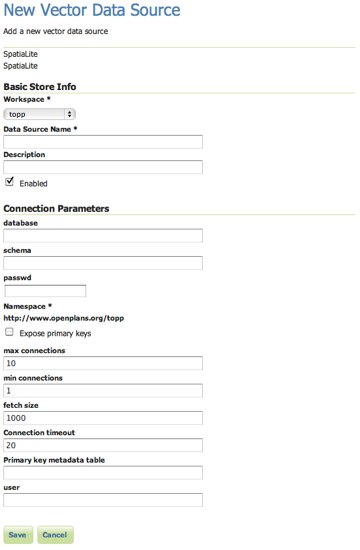 New Vector Data Source
Add a new vector data source
SpatiaLite
SpatiaLite
Basic Store Info
Workspace *
topp
Data Source Name *
Description
Enabled
Connection Parameters
database
schema
passwd
Namespace *
http://www.openplans.org/topp
Expose primary keys
max connections
10
min connections
1
fetch size
1000
Connection timeout
20
Primary key metadata table
user
Save Cancel